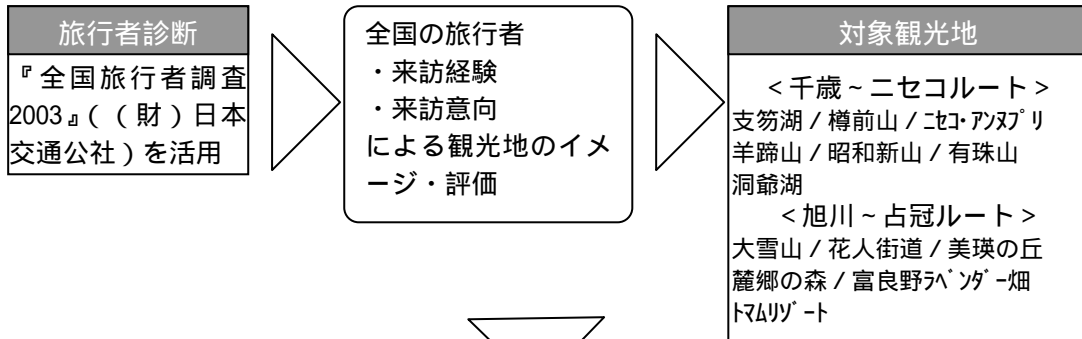 旅行者診断
『全国旅行者調査
2003』((財)日本
交通公社)を活用
全国の旅行者
・来訪経験
・来訪意向
による観光地のイメ
ージ・評価
対象観光地
<千歳~ニセコルート>
支笏湖/樽前山/ﾆｾｺ・ｱﾝﾇﾌﾟﾘ
羊蹄山/昭和新山/有珠山
洞爺湖
<旭川~占冠ルート>
大雪山/花人街道/美瑛の丘
麓郷の森/富良野ﾗﾍﾞﾝﾀﾞｰ畑
ﾄﾏﾑﾘｿﾞｰﾄ